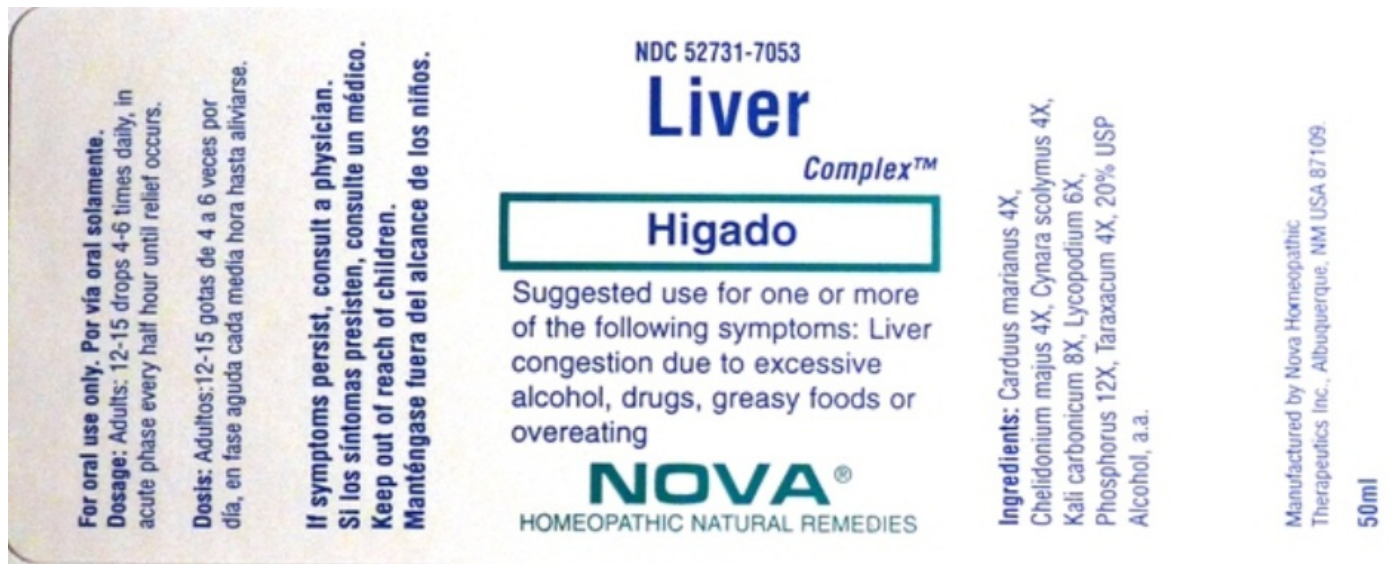 For oral use only. Por vía oral solamente.
Dosage: Adults: 12-15 drops 4-6 times daily, in
acute phase every half hour until relief occurs.
Dosis: Adultos:12-15 gotas de 4 a 6 veces por
día, en fase aguda cada media hora hasta aliviarse.
If symptoms persist, consult a physician.
Si los síntomas presisten, consulte un médico.
Keep out of reach of children.
Manténgase fuera del alcance de los niños.
NDC 52731-7053
Liver
Complex™
Higado
Suggested use for one or more
of the following symptoms: Liver
congestion due to excessive
alcohol, drugs, greasy foods or
overeating
NOVA®
HOMEOPATHIC NATURAL REMEDIES
Ingredients: Carduus marianus 4X,
Chelidonium majus 4X, Cynara scolymus 4X,
Kali carbonicum 8X, Lycopodium 6X,
Phosphorus 12X, Taraxacum 4X, 20% USP
Alcohol, a.a.
Manufactured by Nova Homeopathic
Therapeutics Inc., Albuquerque, NM USA 87109.
50ml